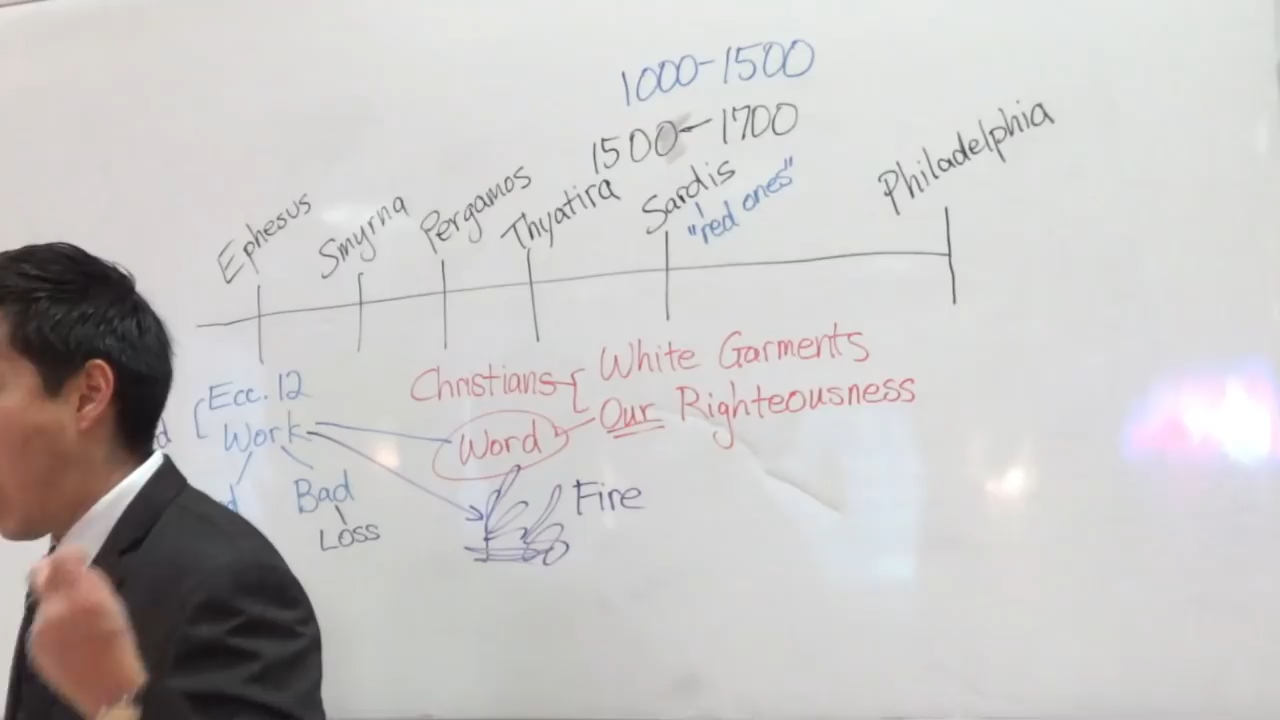 1000-1500
1500-1700
Ephesus Smyrna Pergamos Thyatira Sardis Philadelphia
"red ones"
Ecc. 12
Work
Bad
Loss
Christians
White Garments
Our Righteousness
Word
Fire